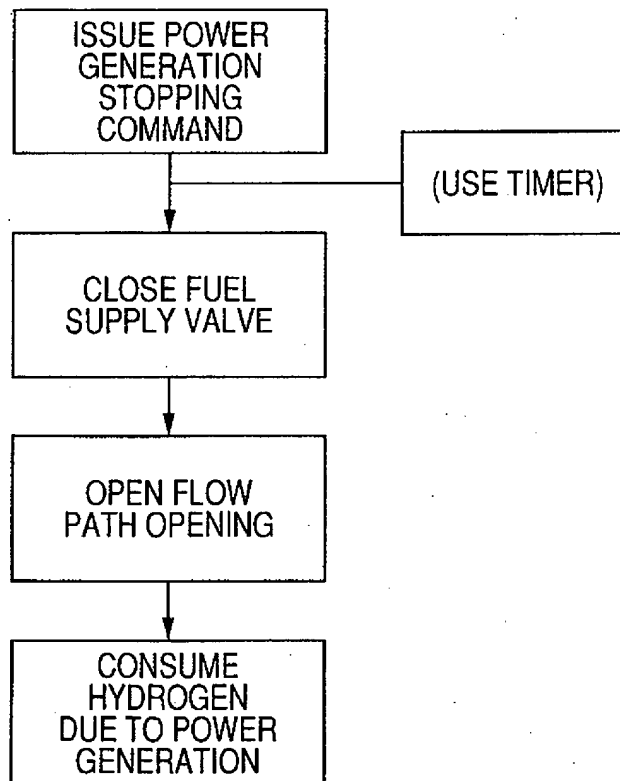 ISSUE POWER
GENERATION
STOPPING
COMMAND
(USE TIMER)
CLOSE FUEL
SUPPLY VALVE
OPEN FLOW
PATH OPENING
CONSUME
HYDROGEN
DUE TO POWER
GENERATION